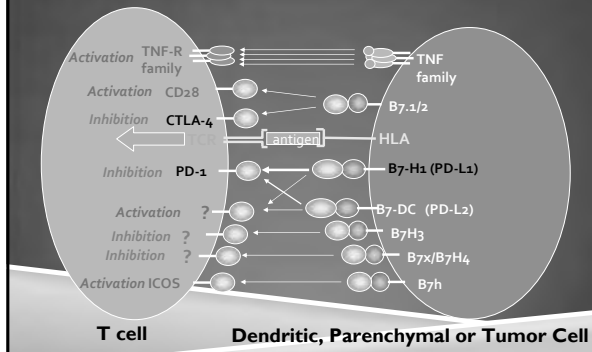 Activation TNF-R family TNF family
Activation CD28
B7.1/2
Inhibition CTLA-4
TCR antigen HLA
Inhibition PD-1 B7-H1 (PD-L1)
Activation ? B7-DC (PD-L2)
Inhibition ? B7H3
Inhibition ? B7x/B7H4
Activation ICOS B7h
T cell Dendritic, Parenchymal or Tumor Cell